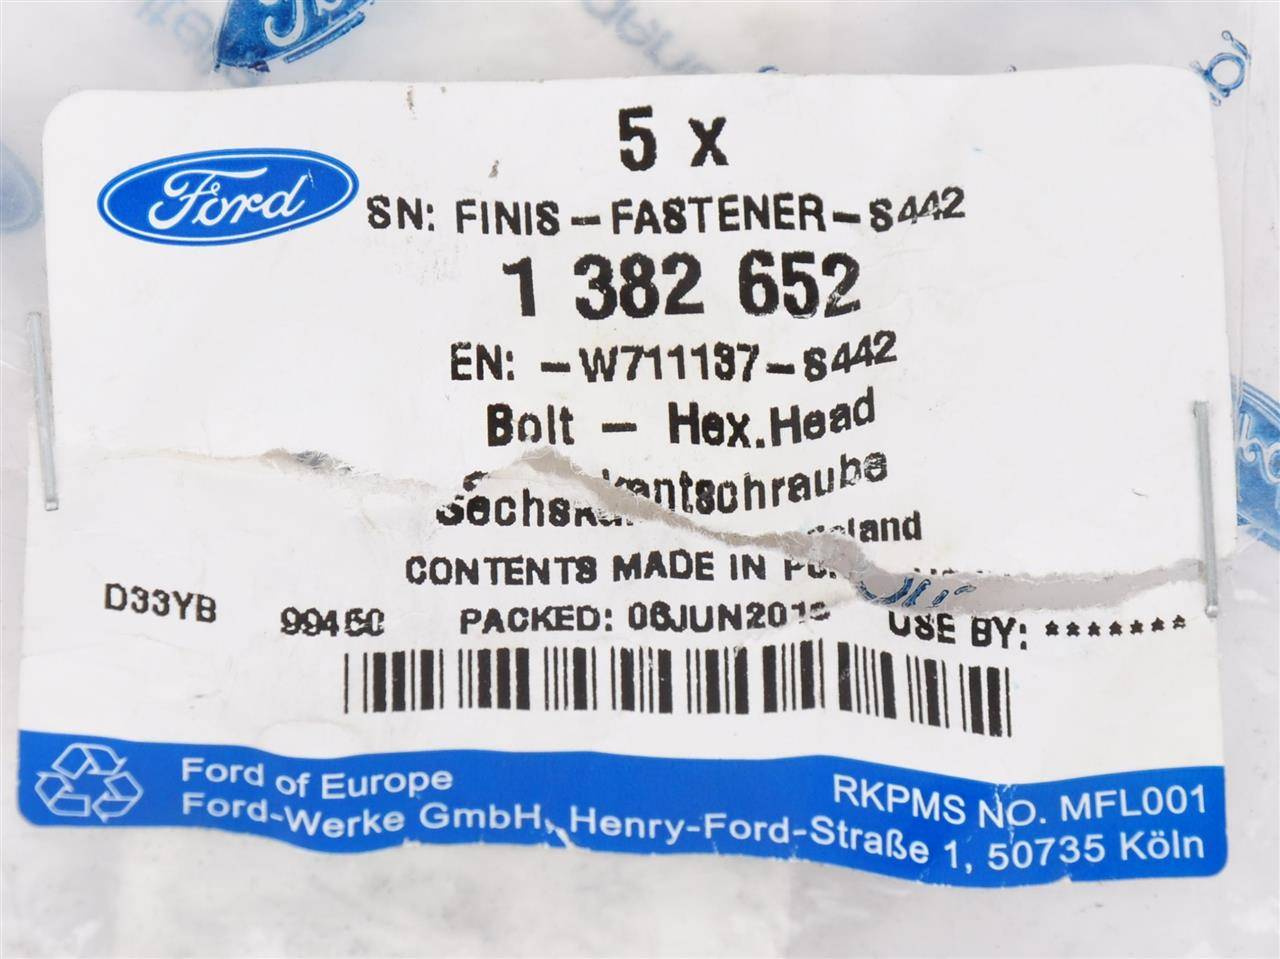 5 x
Ford
SN: FINIS-FASTENER-S442
1 382 652
EN: -W711137-S442
Bolt - Hex.Head
Sechskantschraube
CONTENTS MADE IN
D33YB 99450 PACKED: 06JUN201 USE BY: *******
Ford of Europe
Ford-Werke GmbH, Henry-Ford-Straße 1, 50735 Köln
RKPMS NO. MFL001